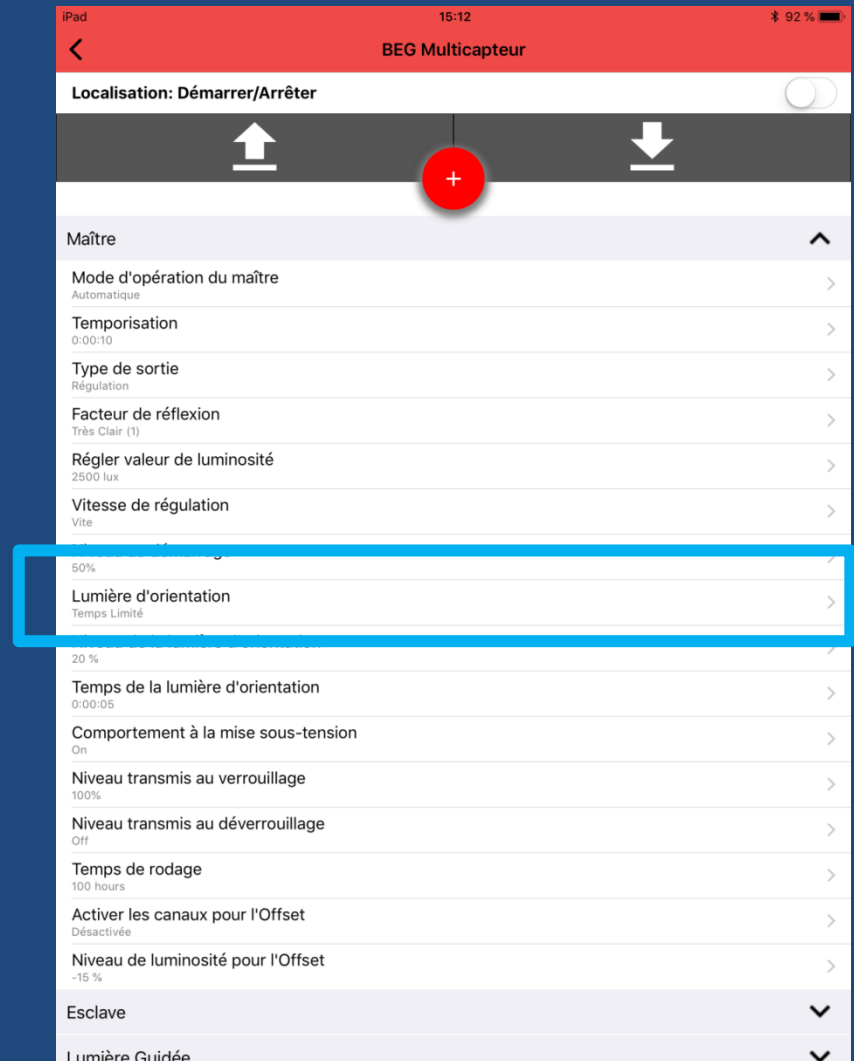 iPad 15:12 92 %
BEG Multicapteur
Localisation: Démarrer/Arrêter
+
Maître
Mode d'opération du maître
Automatique
Temporisation
0:00:10
Type de sortie
Régulation
Facteur de réflexion
Très Clair (1)
Régler valeur de luminosité
2500 lux
Vitesse de régulation
Vite
50%
Lumière d'orientation
Temps Limité
20 %
Temps de la lumière d'orientation
0:00:05
Comportement à la mise sous-tension
On
Niveau transmis au verrouillage
100%
Niveau transmis au déverrouillage
Off
Temps de rodage
100 hours
Activer les canaux pour l'Offset
Désactivée
Niveau de luminosité pour l'Offset
-15 %
Esclave
Lumière Guidée